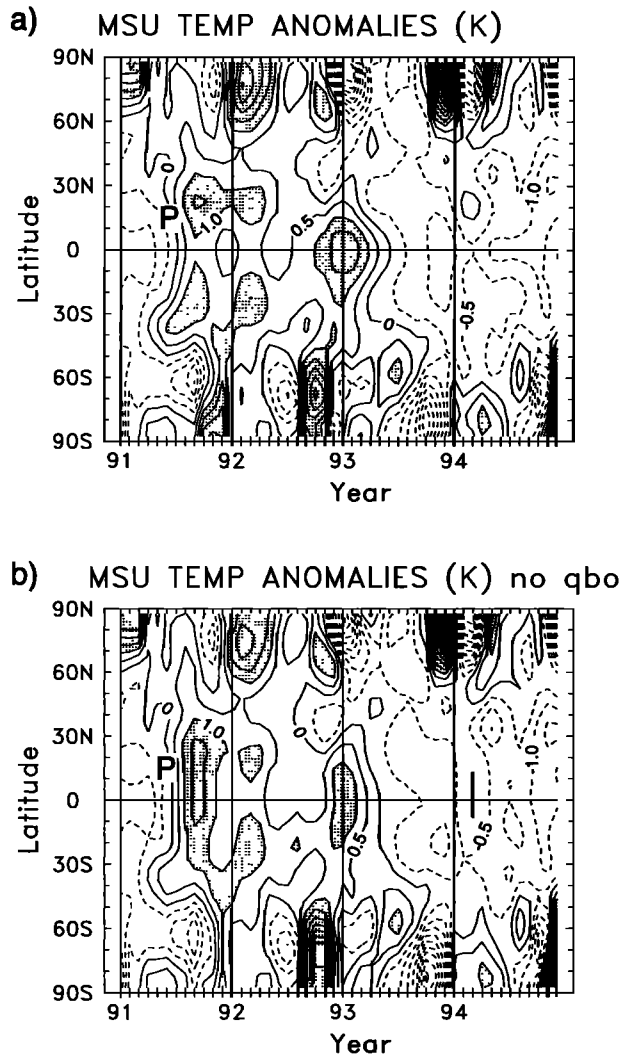 a) MSU TEMP ANOMALIES (K)
90N
60N
30N
0
30S
60S
90S
Latitude
0
P
1.0
0.5
0
-0.5
1.0
91 92 93 94
Year
b) MSU TEMP ANOMALIES (K) no qbo
90N
60N
30N
0
30S
60S
90S
Latitude
0
P
1.0
0
0.5
-0.5
1.0
91 92 93 94
Year